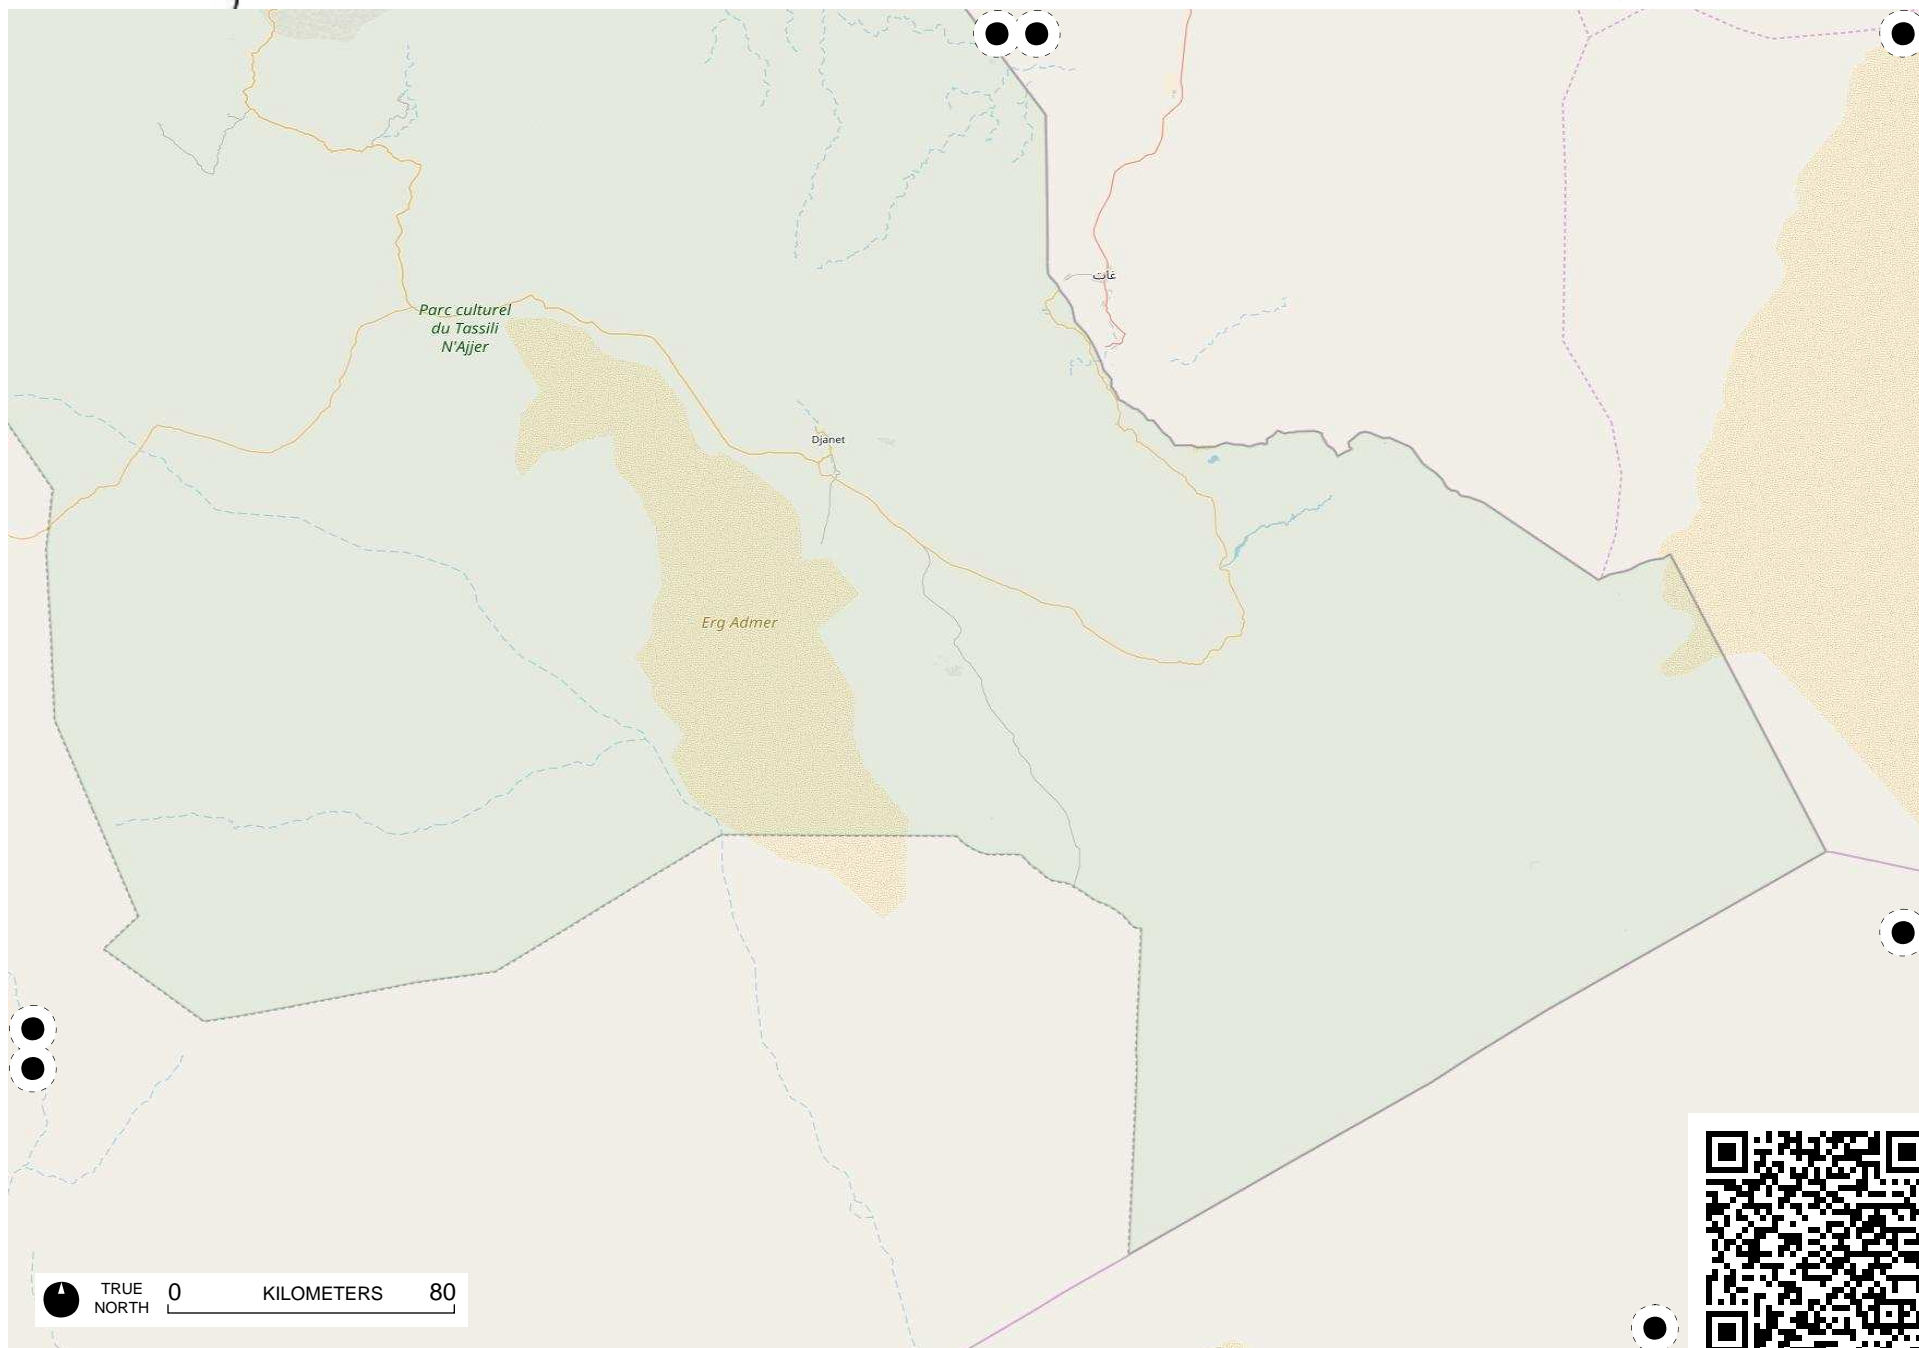 غات
Parc culturel
du Tassili
N'Ajjer
Djanet
Erg Admer
TRUE
NORTH
0 KILOMETERS 80